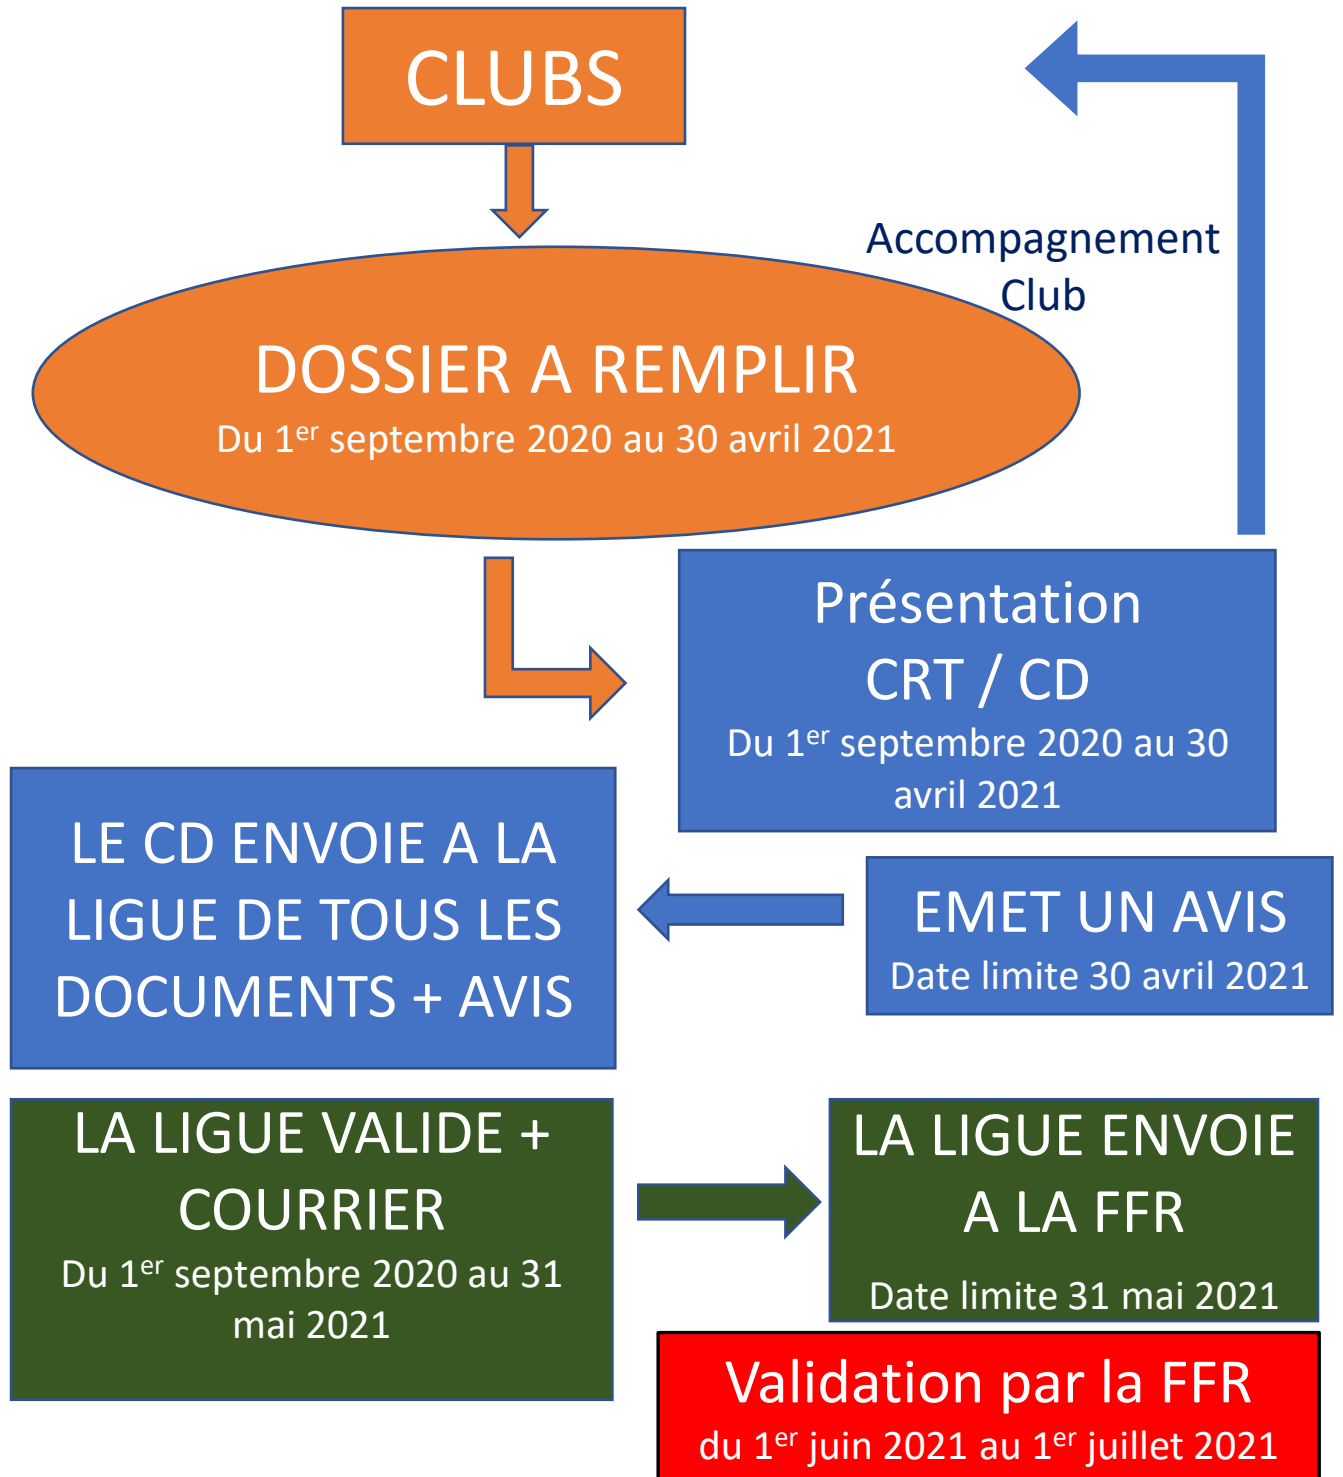 CLUBS
Accompagnement
Club
DOSSIER A REMPLIR
Du 1er septembre 2020 au 30 avril 2021
Présentation
CRT / CD
Du 1er septembre 2020 au 30
avril 2021
LE CD ENVOIE A LA
LIGUE DE TOUS LES
DOCUMENTS + AVIS
EMET UN AVIS
Date limite 30 avril 2021
LA LIGUE VALIDE +
COURRIER
Du 1er septembre 2020 au 31
mai 2021
LA LIGUE ENVOIE
A LA FFR
Date limite 31 mai 2021
Validation par la FFR
du 1er juin 2021 au 1er juillet 2021